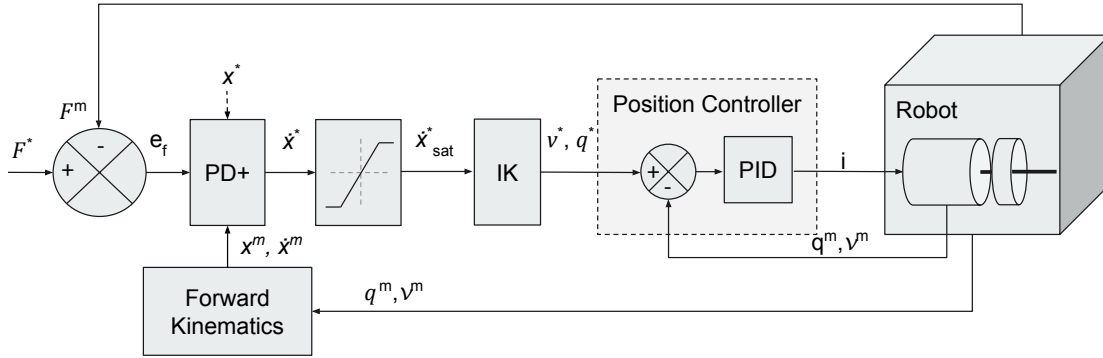 F* + F^m - e_f
x*
PD+
ẋ*
ẋ*_sat
IK
ν*, q*
Position Controller
+ -
PID
i
Robot
q^m, ν^m
x^m, ẋ^m
Forward
Kinematics
q^m, ν^m